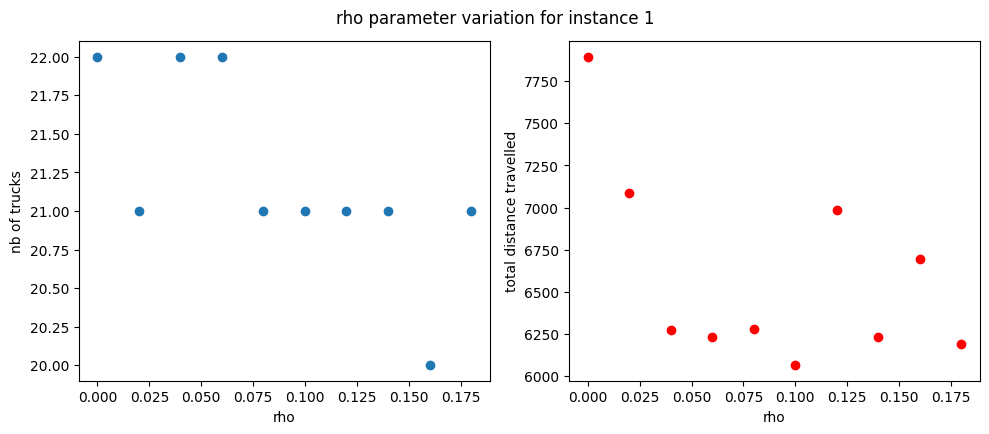 rho parameter variation for instance 1
nb of trucks
22.00
21.75
21.50
21.25
21.00
20.75
20.50
20.25
20.00
0.000 0.025 0.050 0.075 0.100 0.125 0.150 0.175
rho
total distance travelled
7750
7500
7250
7000
6750
6500
6250
6000
0.000 0.025 0.050 0.075 0.100 0.125 0.150 0.175
rho